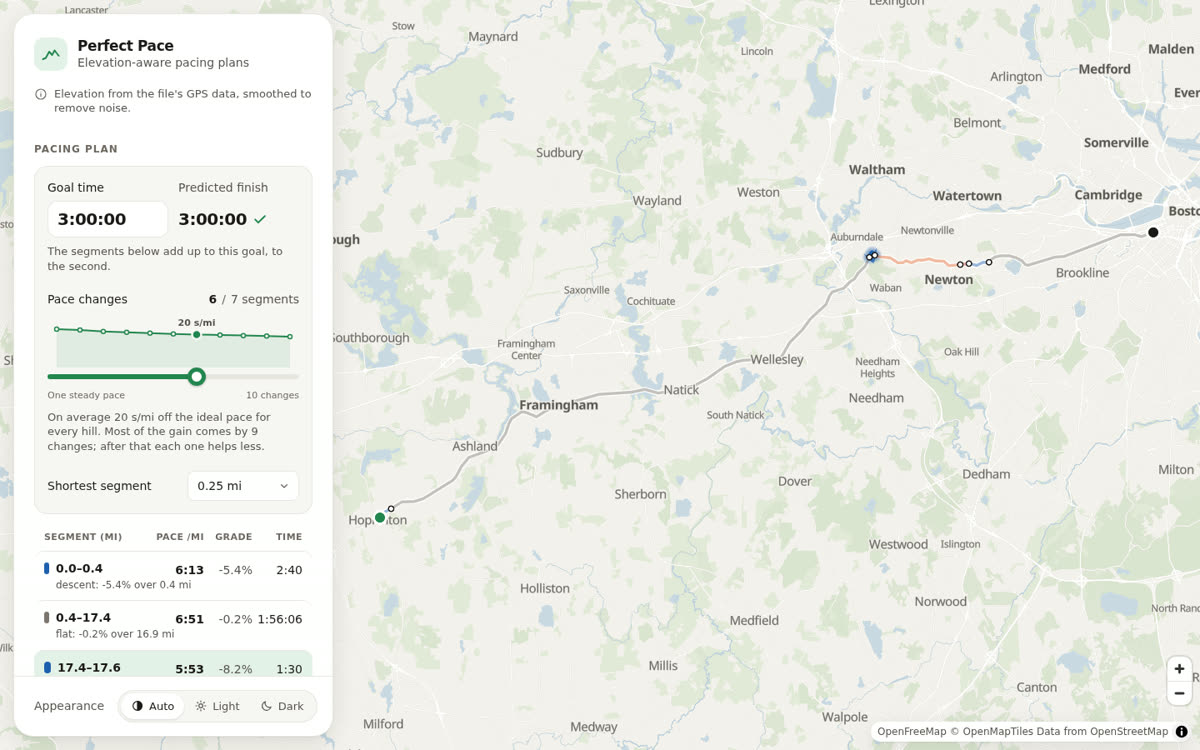 Perfect Pace
Elevation-aware pacing plans
Elevation from the file's GPS data, smoothed to
remove noise.
PACING PLAN
Goal time
Predicted finish
3:00:00
3:00:00
The segments below add up to this goal, to
the second.
Pace changes
6 / 7 segments
20 s/mi
One steady pace
10 changes
On average 20 s/mi off the ideal pace for
every hill. Most of the gain comes by 9
changes; after that each one helps less.
Shortest segment
0.25 mi
SEGMENT (MI) PACE /MI GRADE TIME
0.0–0.4 6:13 -5.4% 2:40
descent: -5.4% over 0.4 mi
0.4–17.4 6:51 -0.2% 1:56:06
flat: -0.2% over 16.9 mi
17.4–17.6 5:53 -8.2% 1:30
Appearance
Auto
Light
Dark
Lancaster
Stow
Maynard
Lexington
Lincoln
Malden
Medford
Arlington
Belmont
Somerville
Sudbury
Waltham
Weston
Wayland
Watertown
Cambridge
Auburndale
Newtonville
Newton
Waban
Brookline
Saxonville
Cochituate
Framingham
Center
Southborough
Wellesley
Oak Hill
Needham
Heights
Needham
Natick
South Natick
Framingham
Ashland
Dedham
Milton
Dover
Sherborn
Hop
ton
Westwood
Islington
Holliston
Norwood
Medfield
Millis
Canton
Walpole
Milford
Medway
+
−
OpenFreeMap © OpenMapTiles Data from OpenStreetMap